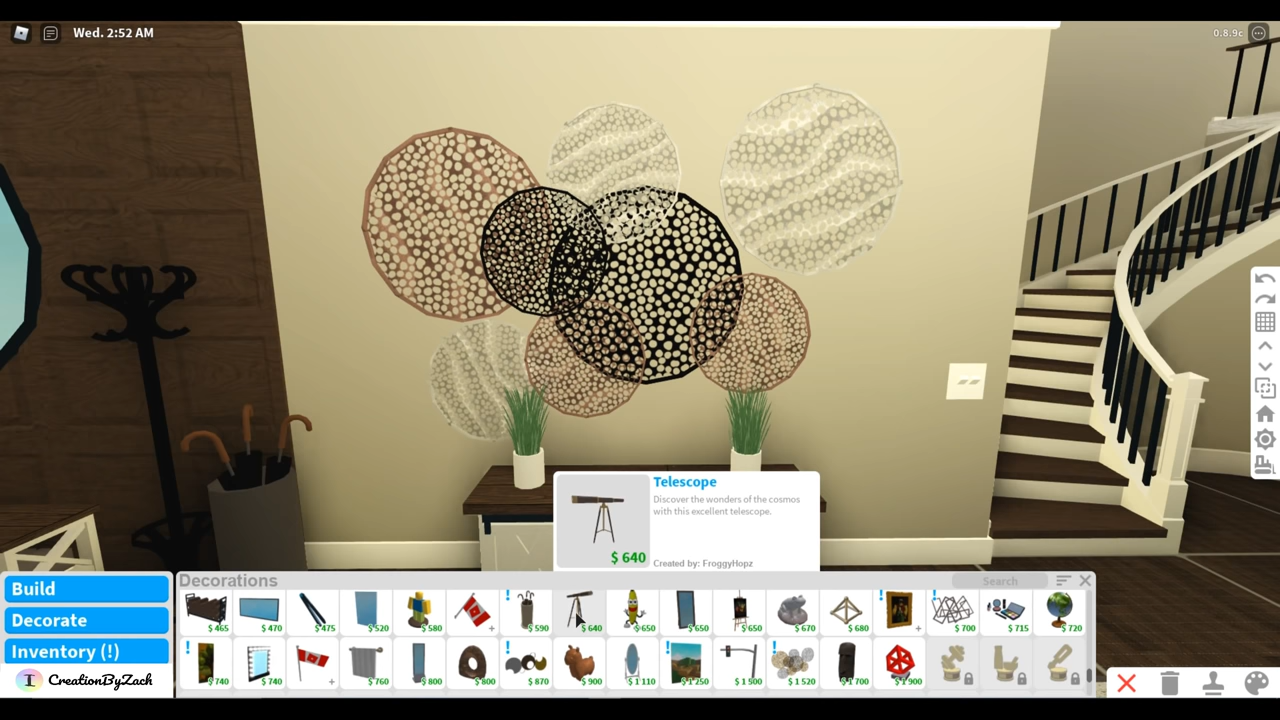 Wed. 2:52 AM
0.8.9c
Telescope
Discover the wonders of the cosmos
with this excellent telescope.
$ 640
Created by: FroggyHopz
Build
Decorate
Inventory (!)
CreationByZach
Decorations
Search
$ 465
$ 470
$ 475
$ 520
$ 580
+
! $ 590
$ 640
$ 650
$ 650
$ 650
$ 670
$ 680
! +
! $ 700
$ 715
$ 720
! $ 740
$ 740
+
$ 760
$ 800
$ 800
! $ 870
$ 900
$ 1 110
! $ 1 250
$ 1 500
! $ 1 520
$ 1 700
$ 1 900